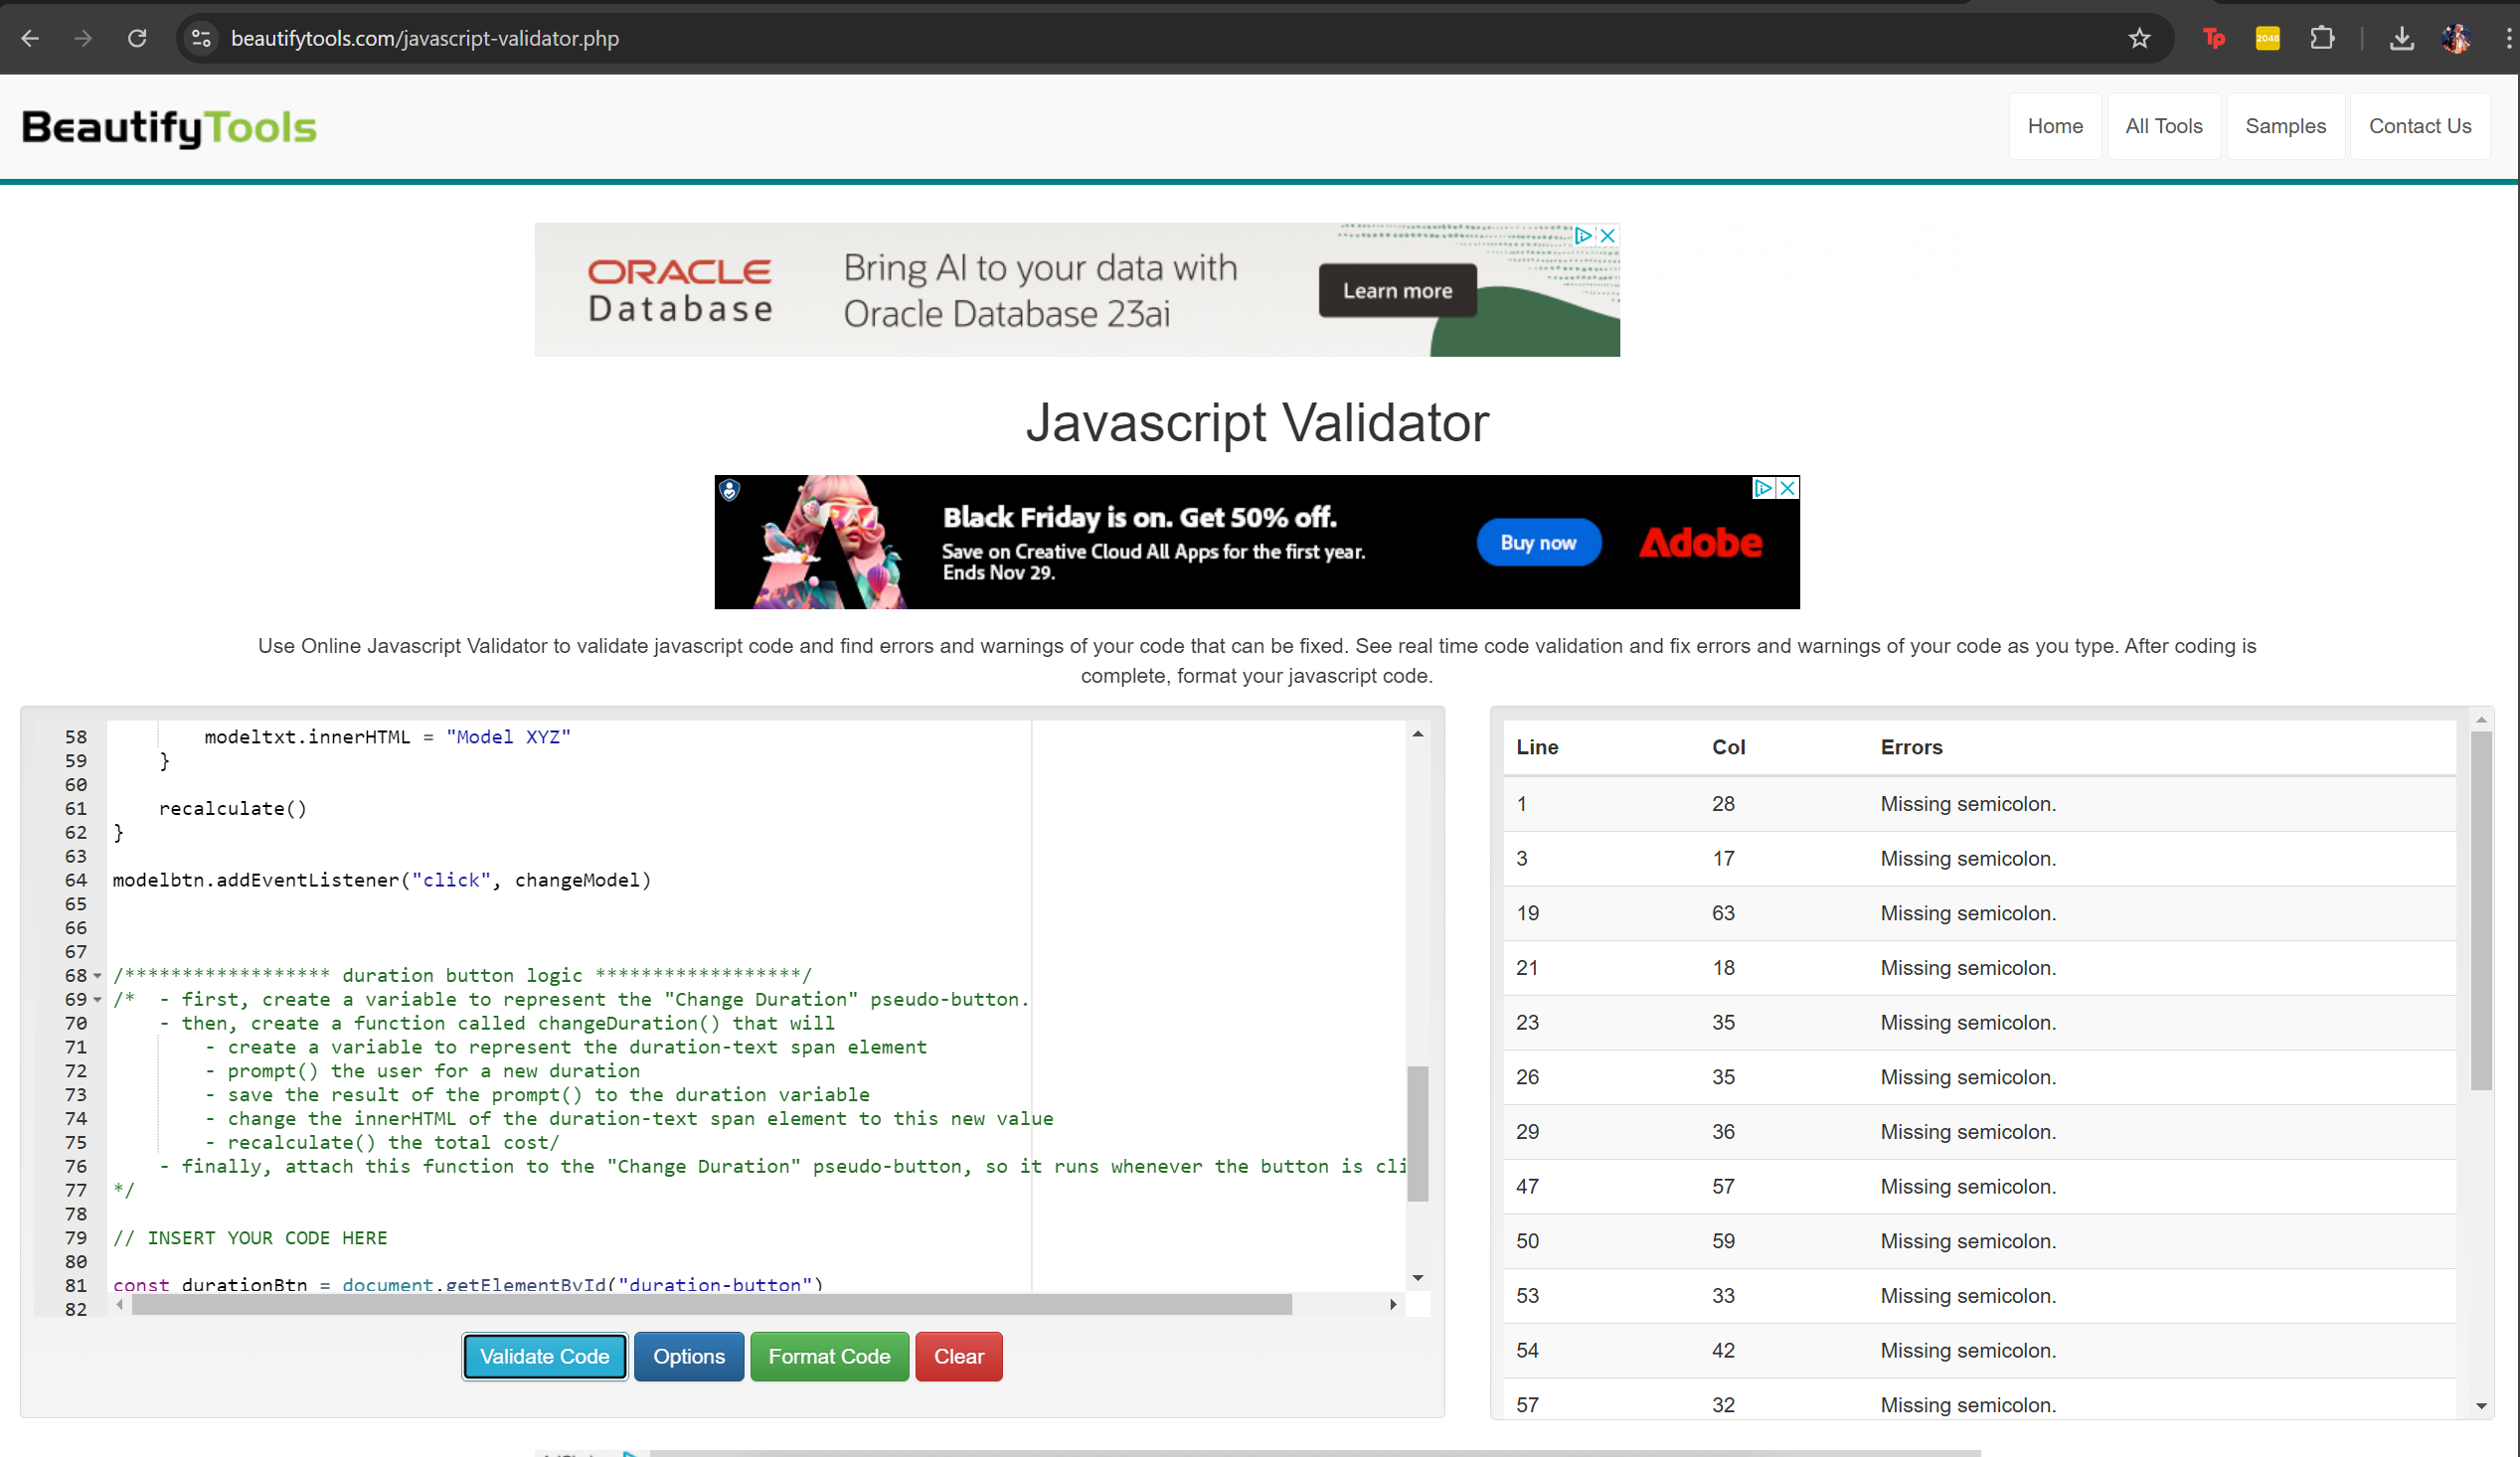 beautifytools.com/javascript-validator.php
Tp
2048
BeautifyTools
Home
All Tools
Samples
Contact Us
ORACLE
Database
Bring AI to your data with
Oracle Database 23ai
Learn more
Javascript Validator
Black Friday is on. Get 50% off.
Save on Creative Cloud All Apps for the first year.
Ends Nov 29.
Buy now
Adobe
Use Online Javascript Validator to validate javascript code and find errors and warnings of your code that can be fixed. See real time code validation and fix errors and warnings of your code as you type. After coding is
complete, format your javascript code.
58 modeltxt.innerHTML = "Model XYZ"
59 }
60
61 recalculate()
62 }
63
64 modelbtn.addEventListener("click", changeModel)
65
66
67
68 /****************** duration button logic ******************/
69 /* - first, create a variable to represent the "Change Duration" pseudo-button.
70 - then, create a function called changeDuration() that will
71 - create a variable to represent the duration-text span element
72 - prompt() the user for a new duration
73 - save the result of the prompt() to the duration variable
74 - change the innerHTML of the duration-text span element to this new value
75 - recalculate() the total cost/
76 - finally, attach this function to the "Change Duration" pseudo-button, so it runs whenever the button is cli
77 */
78
79 // INSERT YOUR CODE HERE
80
81 const durationBtn = document.getElementById("duration-button")
82
Validate Code
Options
Format Code
Clear
Line Col Errors
1 28 Missing semicolon.
3 17 Missing semicolon.
19 63 Missing semicolon.
21 18 Missing semicolon.
23 35 Missing semicolon.
26 35 Missing semicolon.
29 36 Missing semicolon.
47 57 Missing semicolon.
50 59 Missing semicolon.
53 33 Missing semicolon.
54 42 Missing semicolon.
57 32 Missing semicolon.